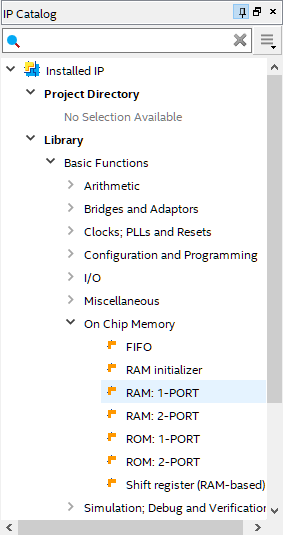 IP Catalog
Installed IP
Project Directory
No Selection Available
Library
Basic Functions
Arithmetic
Bridges and Adaptors
Clocks; PLLs and Resets
Configuration and Programming
I/O
Miscellaneous
On Chip Memory
FIFO
RAM initializer
RAM: 1-PORT
RAM: 2-PORT
ROM: 1-PORT
ROM: 2-PORT
Shift register (RAM-based)
Simulation; Debug and Verification